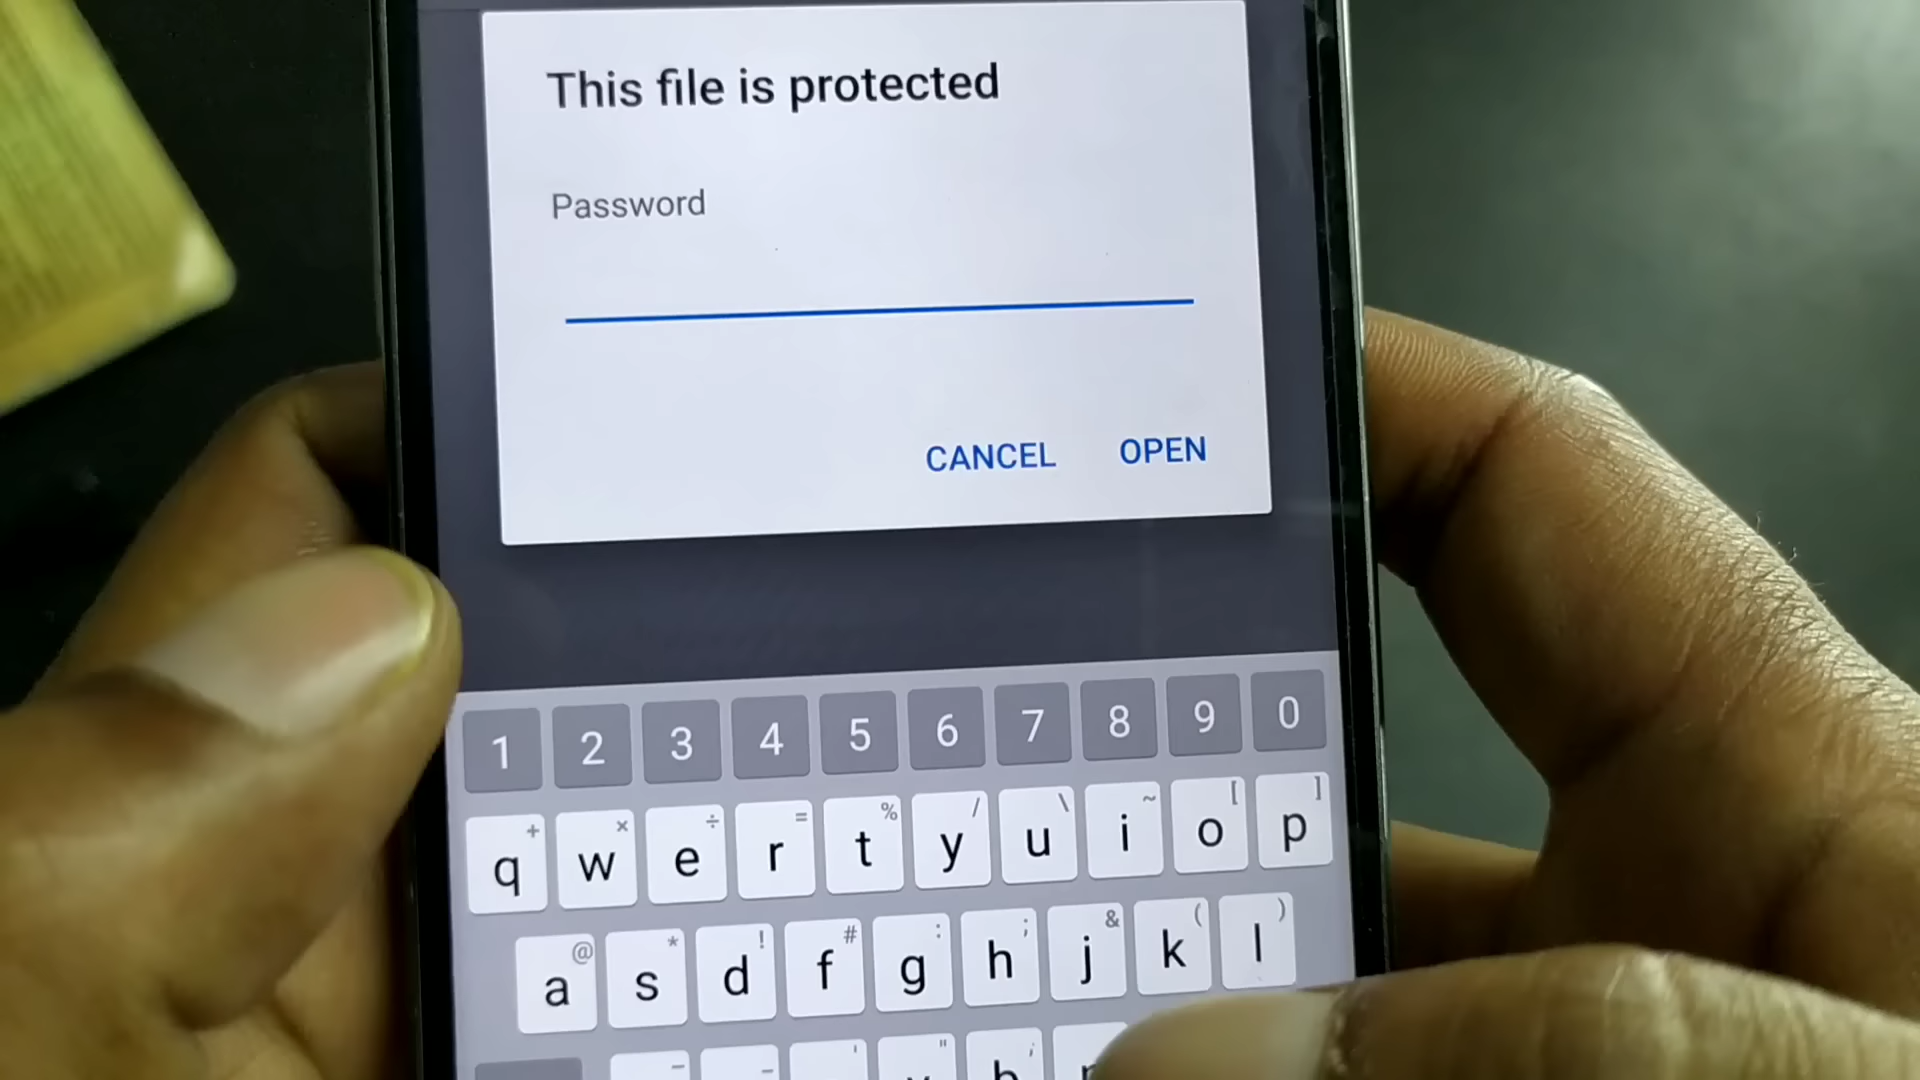 This file is protected
Password
CANCEL OPEN
1 2 3 4 5 6 7 8 9 0
+ × ÷ = % / \ ~ [ ]
q w e r t y u i o p
@ * ! # : ; & ( )
a s d f g h j k l